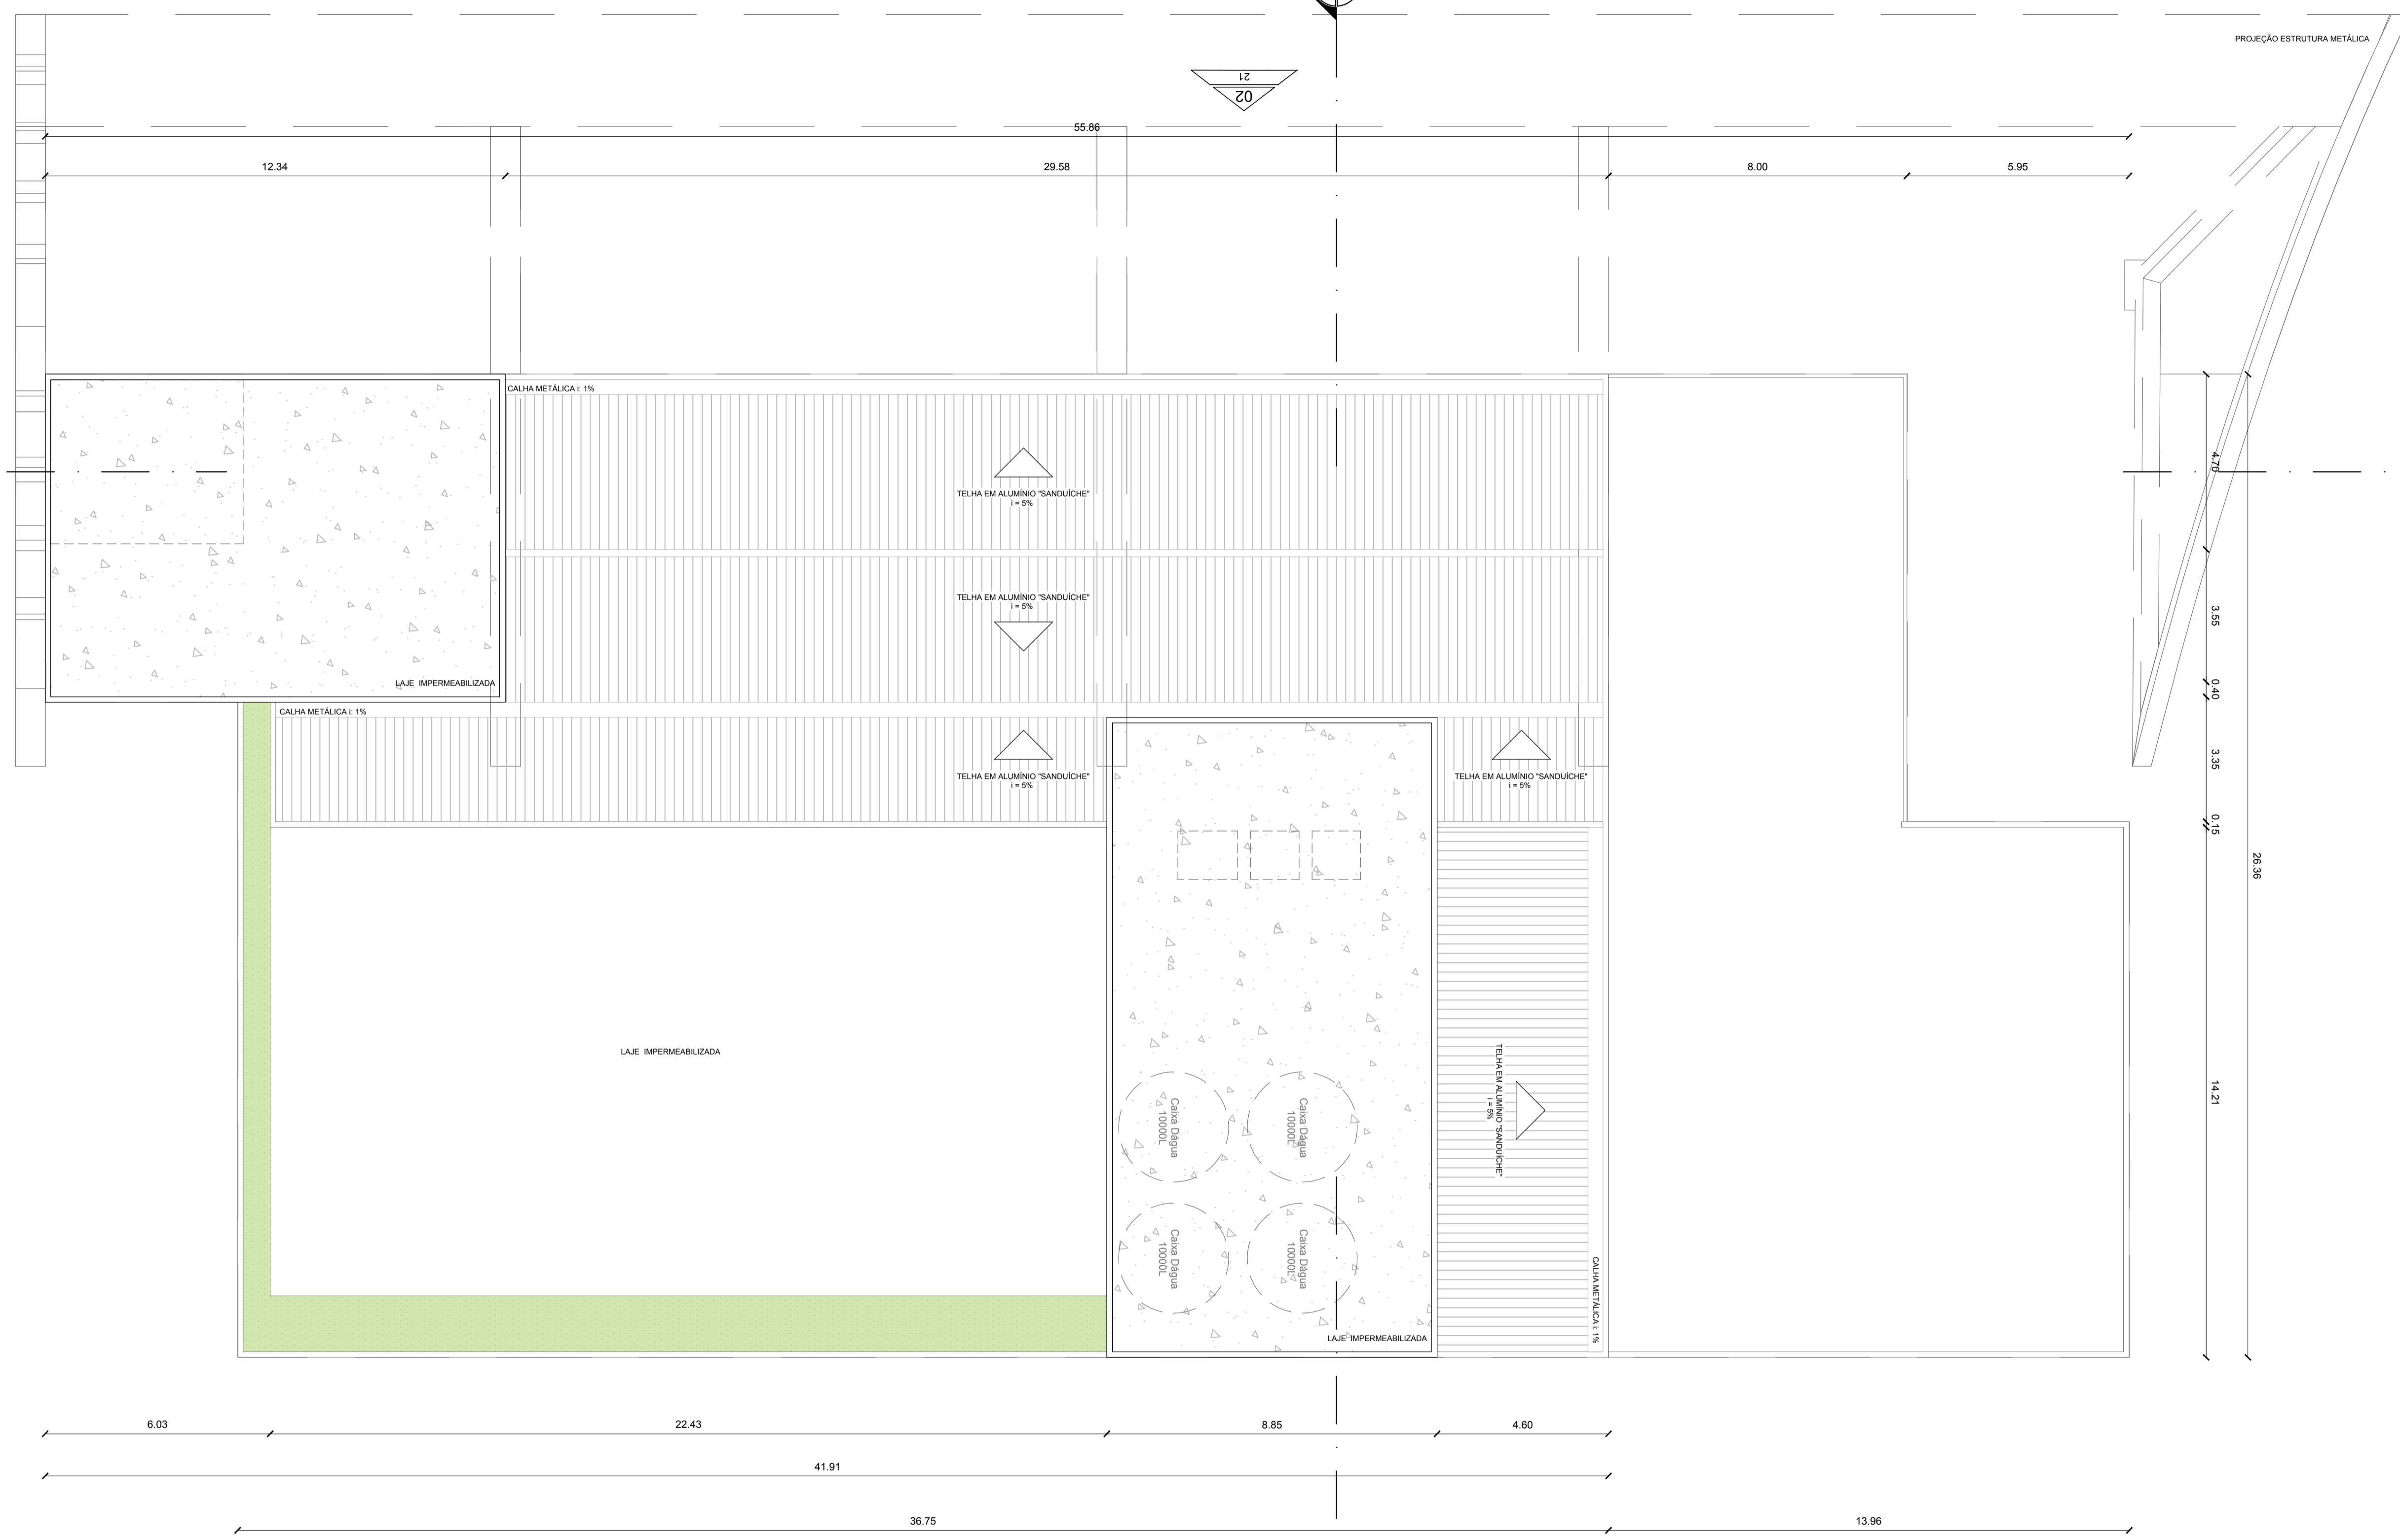 PROJEÇÃO ESTRUTURA METÁLICA
21
02
55.86
12.34
29.58
8.00
5.95
CALHA METÁLICA i: 1%
4.70
TELHA EM ALUMÍNIO "SANDUÍCHE"
i = 5%
TELHA EM ALUMÍNIO "SANDUÍCHE"
i = 5%
3.55
LAJE IMPERMEABILIZADA
0.40
CALHA METÁLICA i: 1%
TELHA EM ALUMÍNIO "SANDUÍCHE"
i = 5%
TELHA EM ALUMÍNIO "SANDUÍCHE"
i = 5%
3.35
0.15
26.36
LAJE IMPERMEABILIZADA
TELHA EM ALUMÍNIO "SANDUÍCHE"
i = 5%
14.21
Caixa Dágua
10000L
Caixa Dágua
10000L
Caixa Dágua
10000L
Caixa Dágua
10000L
CALHA METÁLICA i: 1%
LAJE IMPERMEABILIZADA
6.03
22.43
8.85
4.60
41.91
36.75
13.96